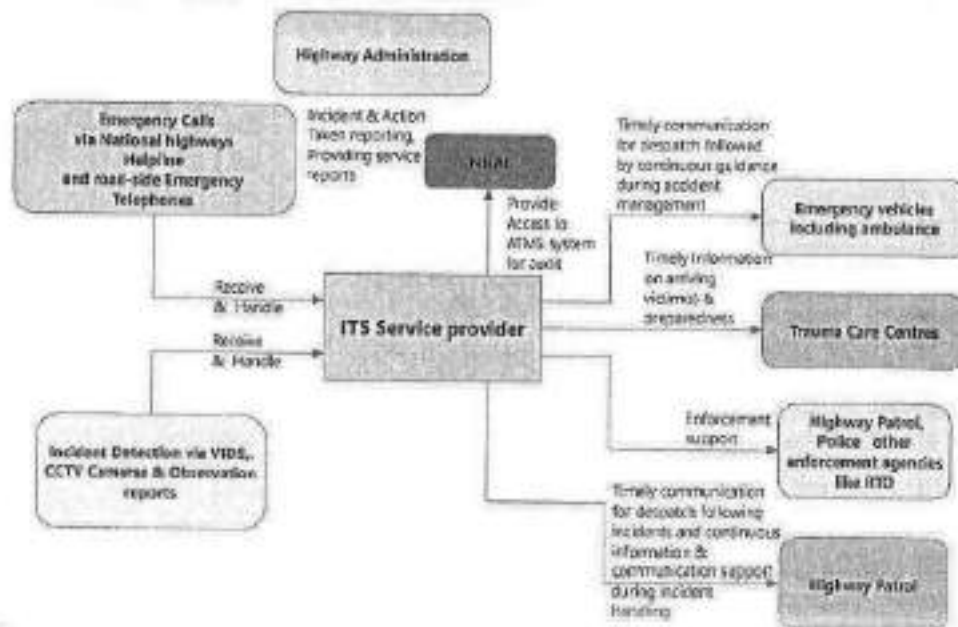 Highway Administration
Emergency Calls
via National highways
Helpline
and road-side Emergency
Telephones
Incident & Action
Taken reporting,
Providing service
reports
NHAI
Provide
Access to
ATMS system
for audit
Timely communication
for despatch followed
by continuous guidance
during accident
management
Emergency vehicles
including ambulance
Receive
& Handle
ITS Service provider
Timely Information
on arriving
victim(s) &
preparedness
Trauma Care Centres
Receive
& Handle
Incident Detection via VIDS,
CCTV Cameras & Observation
reports
Enforcement
support
Highway Patrol,
Police other
enforcement agencies
like RTO
Timely communication
for despatch following
incidents and continuous
information &
communication support
during incident
handling
Highway Patrol